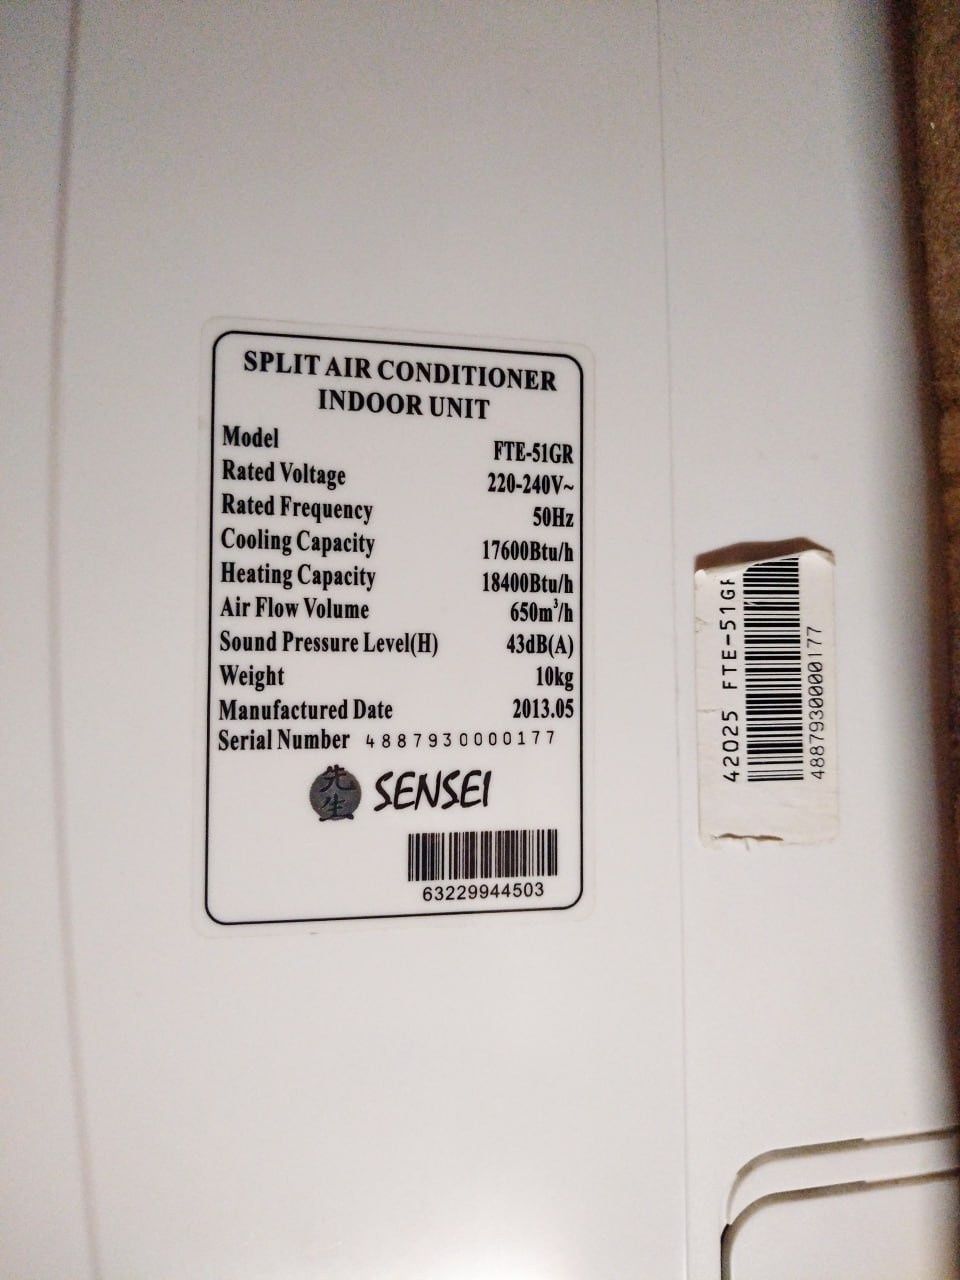 SPLIT AIR CONDITIONER
INDOOR UNIT
Model FTE-51GR
Rated Voltage 220-240V~
Rated Frequency 50Hz
Cooling Capacity 17600Btu/h
Heating Capacity 18400Btu/h
Air Flow Volume 650m³/h
Sound Pressure Level(H) 43dB(A)
Weight 10kg
Manufactured Date 2013.05
Serial Number 4887930000177
先生 SENSEI
63229944503
42025 FTE-51GR
4887930000177